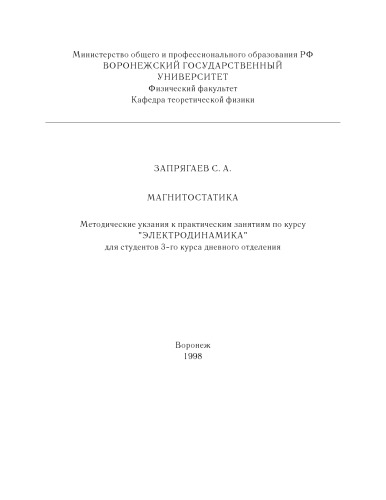 Министерство общего и профессионального образования РФ
ВОРОНЕЖСКИЙ ГОСУДАРСТВЕННЫЙ
УНИВЕРСИТЕТ
Физический факультет
Кафедра теоретической физики
ЗАПРЯГАЕВ С. А.
МАГНИТОСТАТИКА
Методические укзания к практическим занятиям по курсу
"ЭЛЕКТРОДИНАМИКА"
для студентов 3-го курса дневного отделения
Воронеж
1998